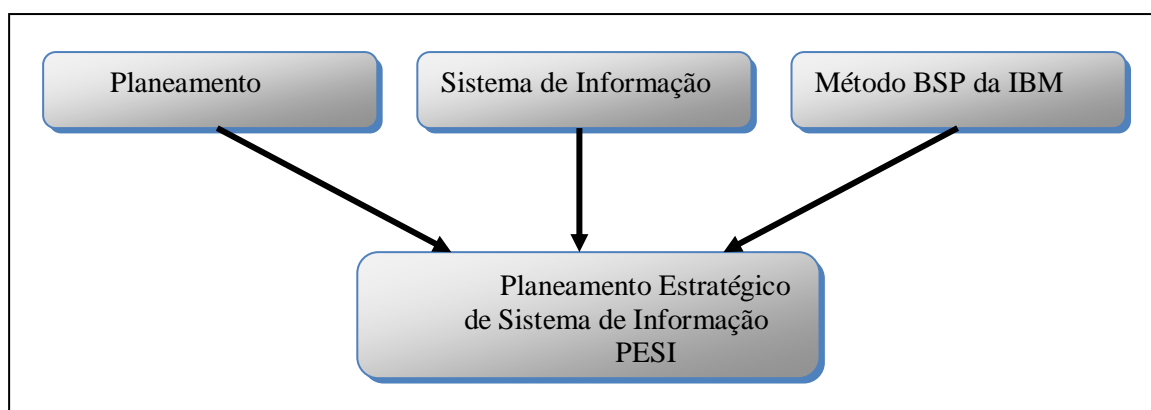 Planeamento
Sistema de Informação
Método BSP da IBM
Planeamento Estratégico
de Sistema de Informação
PESI